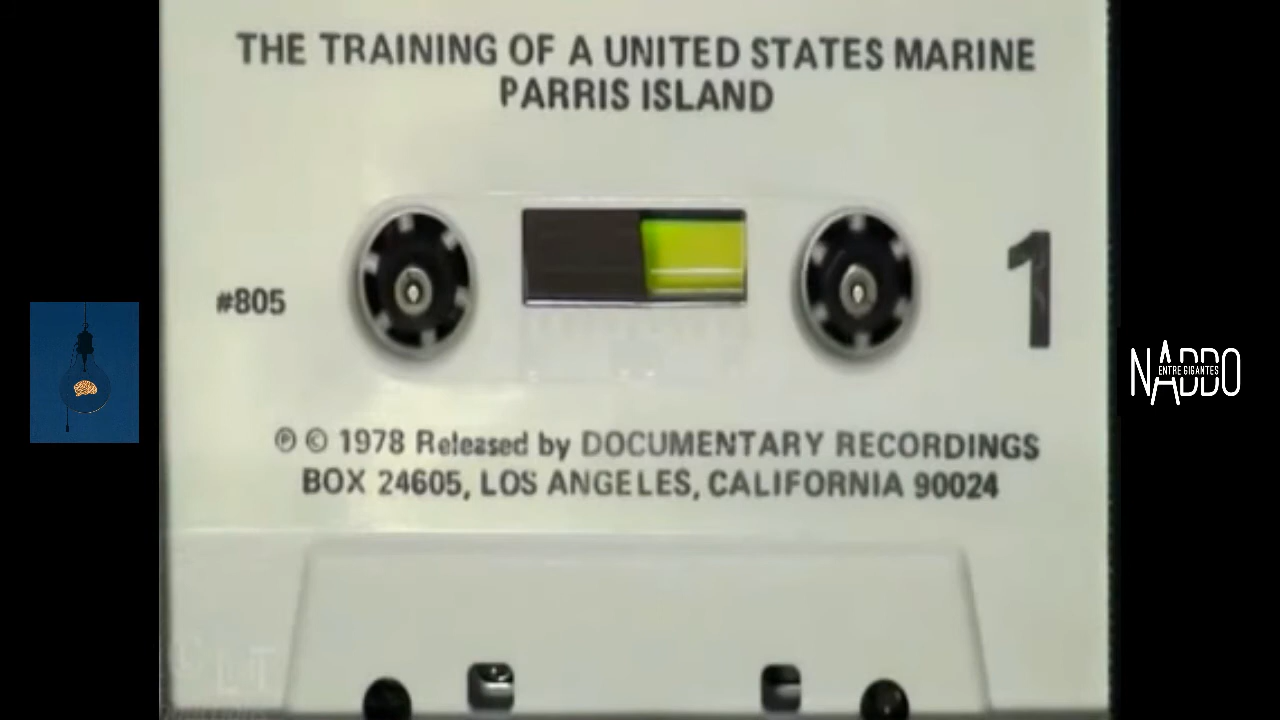 THE TRAINING OF A UNITED STATES MARINE
PARRIS ISLAND
#805
1
℗ © 1978 Released by DOCUMENTARY RECORDINGS
BOX 24605, LOS ANGELES, CALIFORNIA 90024
NADDO
ENTRE GIGANTES